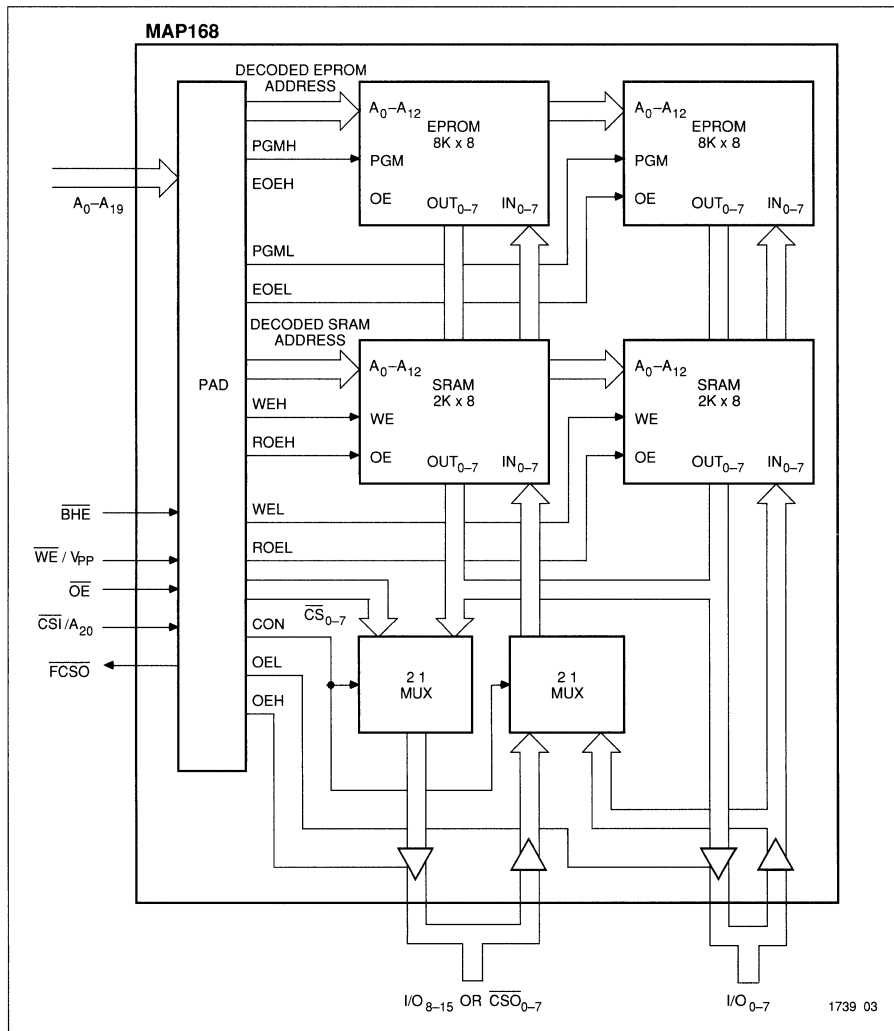 MAP168
DECODED EPROM
ADDRESS
A0–A12
EPROM
8K x 8
PGM
OE
OUT0–7
IN0–7
A0–A12
EPROM
8K x 8
PGM
OE
OUT0–7
IN0–7
PGMH
EOEH
A0–A19
PGML
EOEL
DECODED SRAM
ADDRESS
A0–A12
SRAM
2K x 8
WE
OE
OUT0–7
IN0–7
A0–A12
SRAM
2K x 8
WE
OE
OUT0–7
IN0–7
PAD
WEH
ROEH
WEL
ROEL
BHE
WE / VPP
OE
CSI/A20
FCSO
CS0–7
CON
OEL
OEH
2 1
MUX
2 1
MUX
I/O8–15 OR CSO0–7
I/O0–7
1739 03